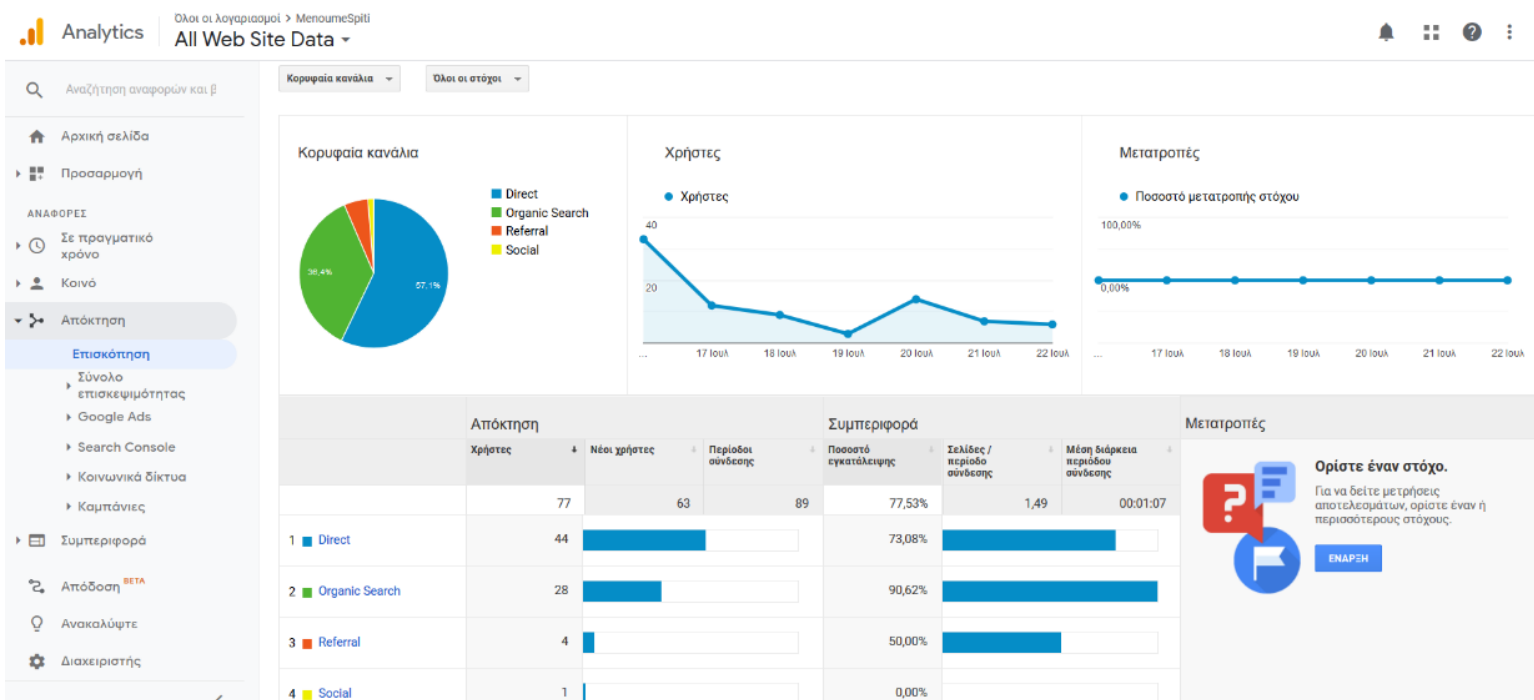 Analytics
Όλοι οι λογαριασμοί > MenoumeSpiti
All Web Site Data
Αναζήτηση αναφορών και β
Αρχική σελίδα
Προσαρμογή
ΑΝΑΦΟΡΕΣ
Σε πραγματικό
χρόνο
Κοινό
Απόκτηση
Επισκόπηση
Σύνολο
επισκεψιμότητας
Google Ads
Search Console
Κοινωνικά δίκτυα
Καμπάνιες
Συμπεριφορά
Απόδοση BETA
Ανακαλύψτε
Διαχειριστής
Κορυφαία κανάλια
Όλοι οι στόχοι
Κορυφαία κανάλια
Direct
Organic Search
Referral
Social
36,4%
57,1%
Χρήστες
Χρήστες
40
20
...
17 Ιουλ 18 Ιουλ 19 Ιουλ 20 Ιουλ 21 Ιουλ 22 Ιουλ
Μετατροπές
Ποσοστό μετατροπής στόχου
100,00%
0,00%
...
17 Ιουλ 18 Ιουλ 19 Ιουλ 20 Ιουλ 21 Ιουλ 22 Ιουλ
Απόκτηση Συμπεριφορά Μετατροπές
Χρήστες
Νέοι χρήστες
Περίοδοι
σύνδεσης
Ποσοστό
εγκατάλειψης
Σελίδες /
περίοδο
σύνδεσης
Μέση διάρκεια
περιόδου
σύνδεσης
77 63 89 77,53% 1,49 00:01:07
1 Direct 44 73,08%
2 Organic Search 28 90,62%
3 Referral 4 50,00%
4 Social 1 0,00%
Ορίστε έναν στόχο.
Για να δείτε μετρήσεις
αποτελεσμάτων, ορίστε έναν ή
περισσότερους στόχους.
ΕΝΑΡΞΗ